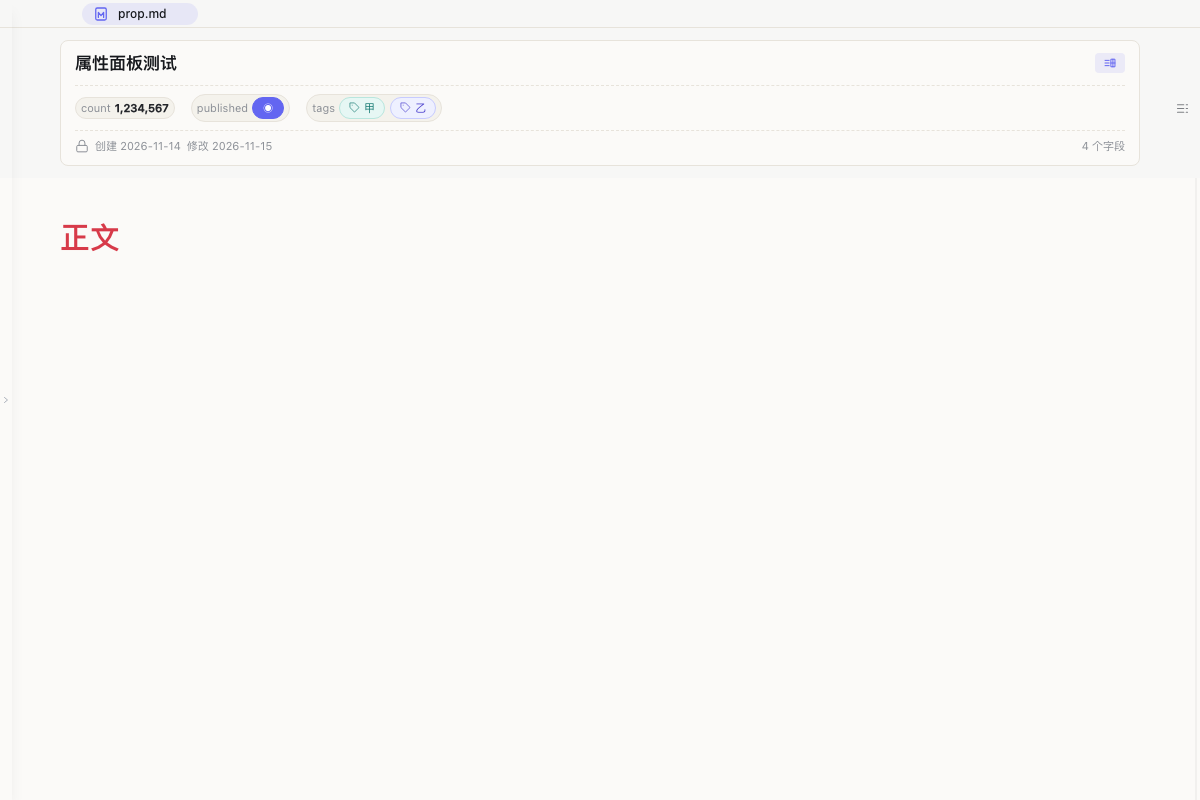 prop.md
属性面板测试
count 1,234,567 published tags 甲 乙
创建 2026-11-14 修改 2026-11-15 4 个字段
正文